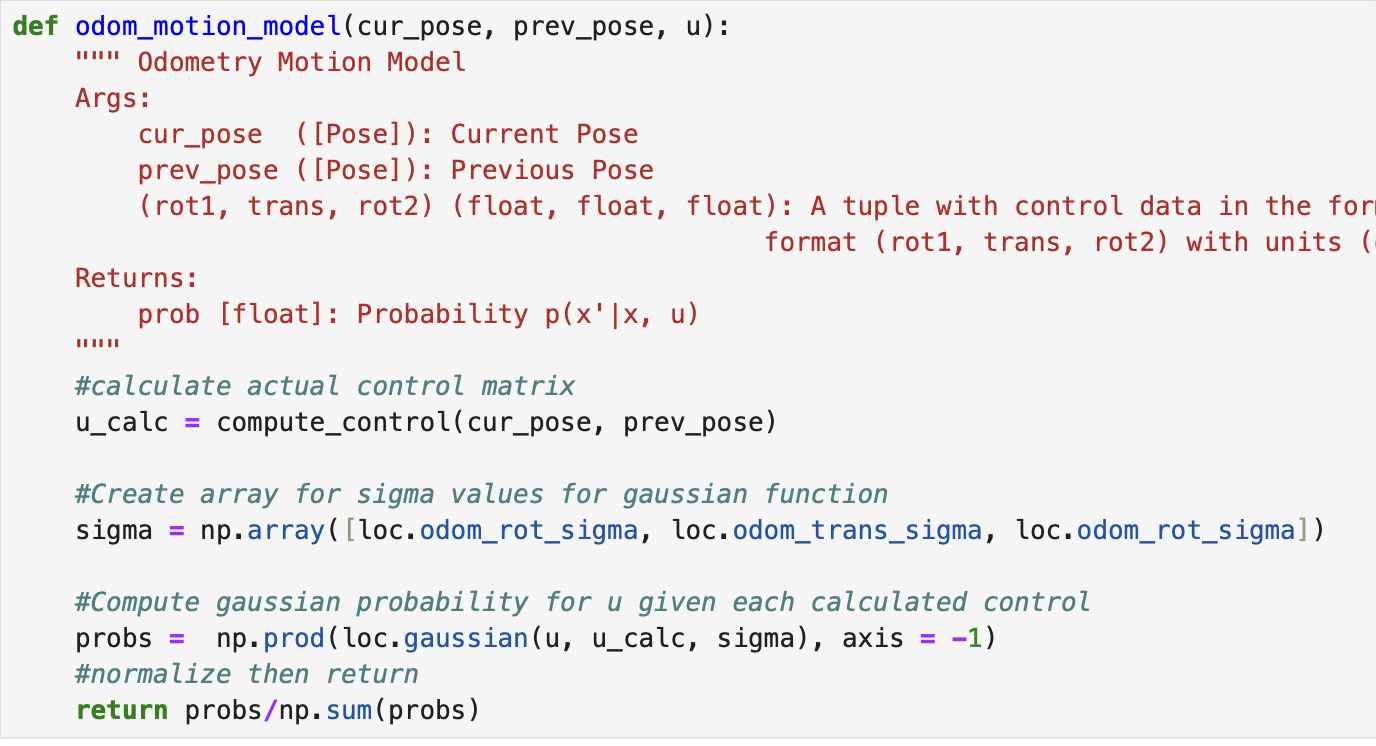 def odom_motion_model(cur_pose, prev_pose, u):
    """ Odometry Motion Model
    Args:
        cur_pose  ([Pose]): Current Pose
        prev_pose ([Pose]): Previous Pose
        (rot1, trans, rot2) (float, float, float): A tuple with control data in the
                                                format (rot1, trans, rot2) with units
    Returns:
        prob [float]: Probability p(x'|x, u)
    """
    #calculate actual control matrix
    u_calc = compute_control(cur_pose, prev_pose)
    #Create array for sigma values for gaussian function
    sigma = np.array([loc.odom_rot_sigma, loc.odom_trans_sigma, loc.odom_rot_sigma])
    #Compute gaussian probability for u given each calculated control
    probs =  np.prod(loc.gaussian(u, u_calc, sigma), axis = -1)
    #normalize then return
    return probs/np.sum(probs)